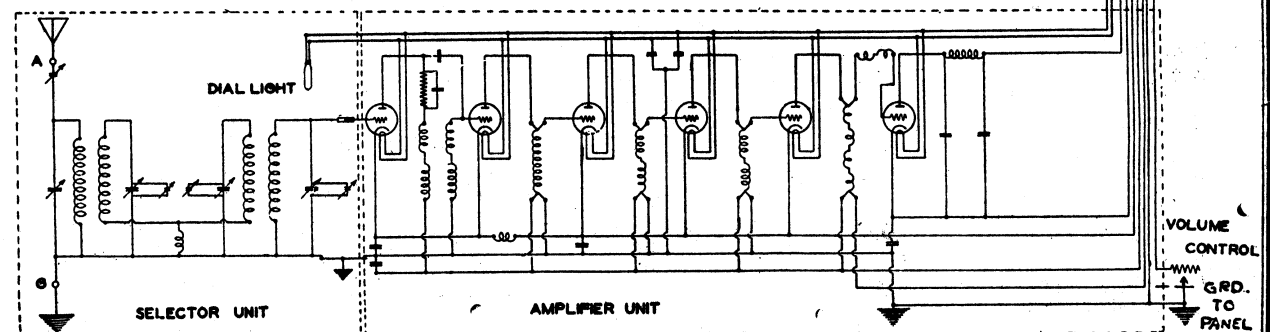 A
DIAL LIGHT
G
SELECTOR UNIT
AMPLIFIER UNIT
VOLUME
CONTROL
GRD.
TO
PANEL